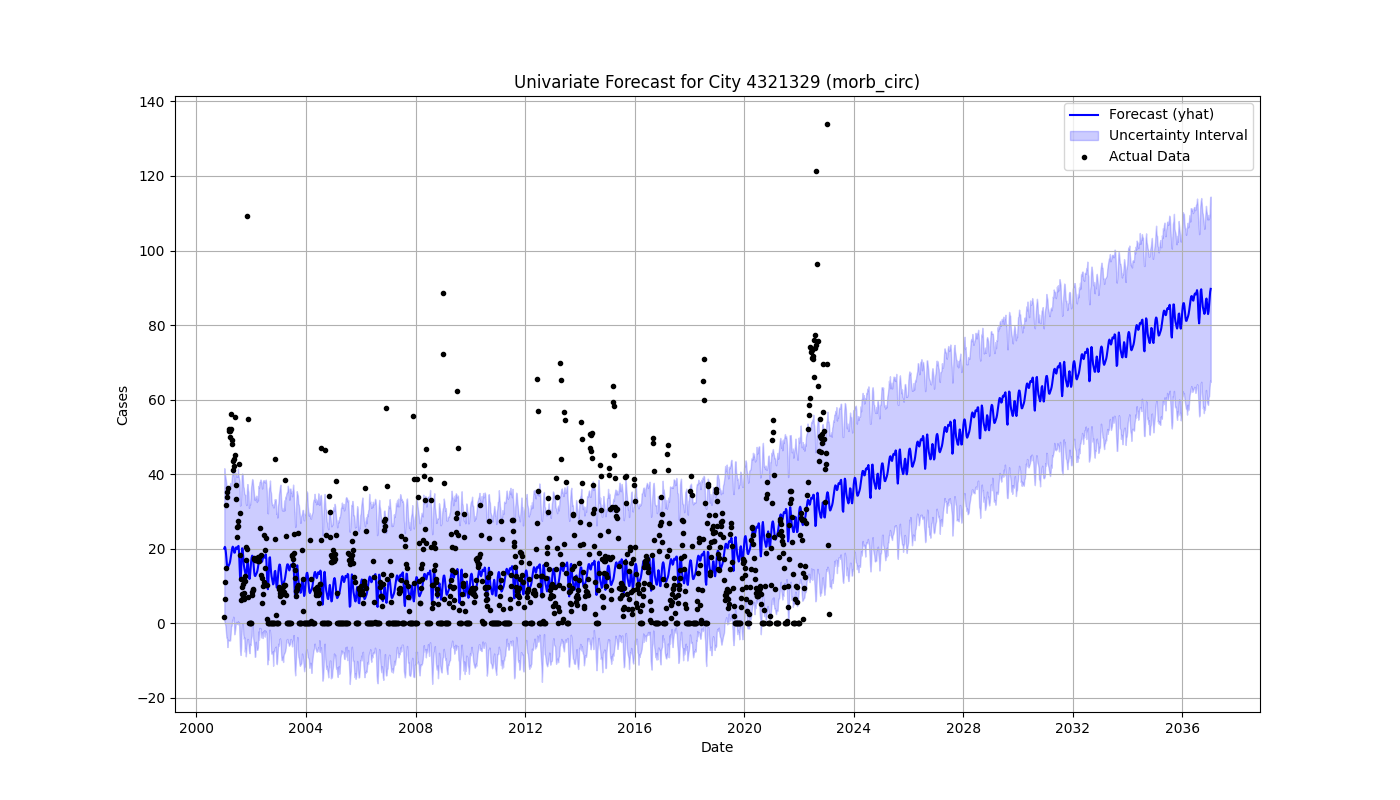 Univariate Forecast for City 4321329 (morb_circ)
Forecast (yhat)
Uncertainty Interval
Actual Data
140
120
100
80
60
40
20
0
−20
Cases
2000 2004 2008 2012 2016 2020 2024 2028 2032 2036
Date